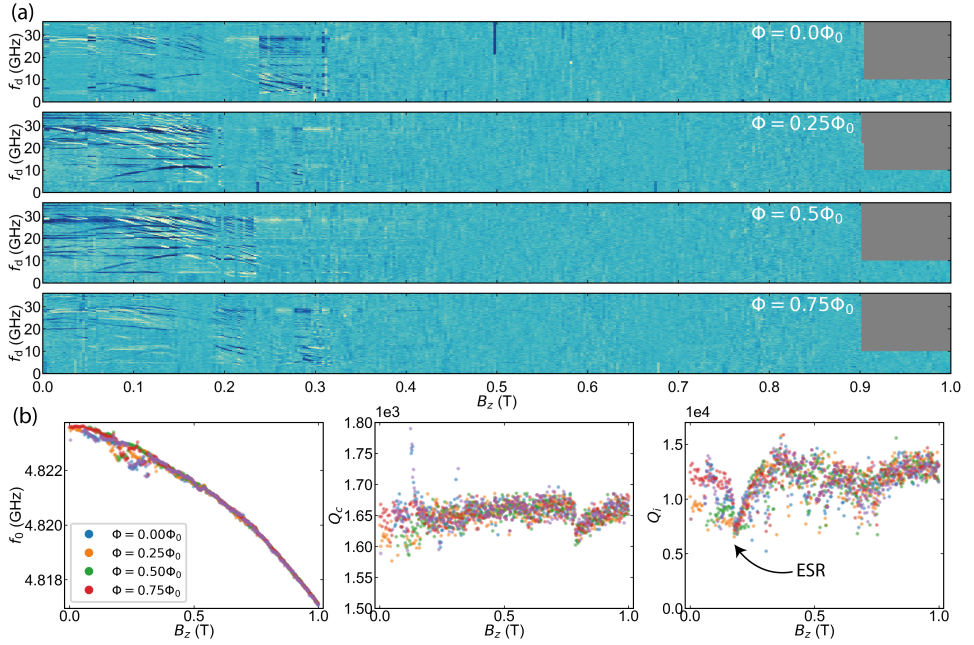 (a)
Φ = 0.0Φ0
30
20
10
0
f_d (GHz)
Φ = 0.25Φ0
30
20
10
0
f_d (GHz)
Φ = 0.5Φ0
30
20
10
0
f_d (GHz)
Φ = 0.75Φ0
30
20
10
0
f_d (GHz)
0.0 0.1 0.2 0.3 0.4 0.5 0.6 0.7 0.8 0.9 1.0
B_z (T)
(b)
4.822
4.820
4.818
f_0 (GHz)
Φ = 0.00Φ0
Φ = 0.25Φ0
Φ = 0.50Φ0
Φ = 0.75Φ0
0.0 0.5 1.0
B_z (T)
1e3
1.80
1.75
1.70
1.65
1.60
1.55
1.50
Q_c
0.0 0.5 1.0
B_z (T)
1e4
1.5
1.0
0.5
0.0
Q_i
ESR
0.0 0.5 1.0
B_z (T)